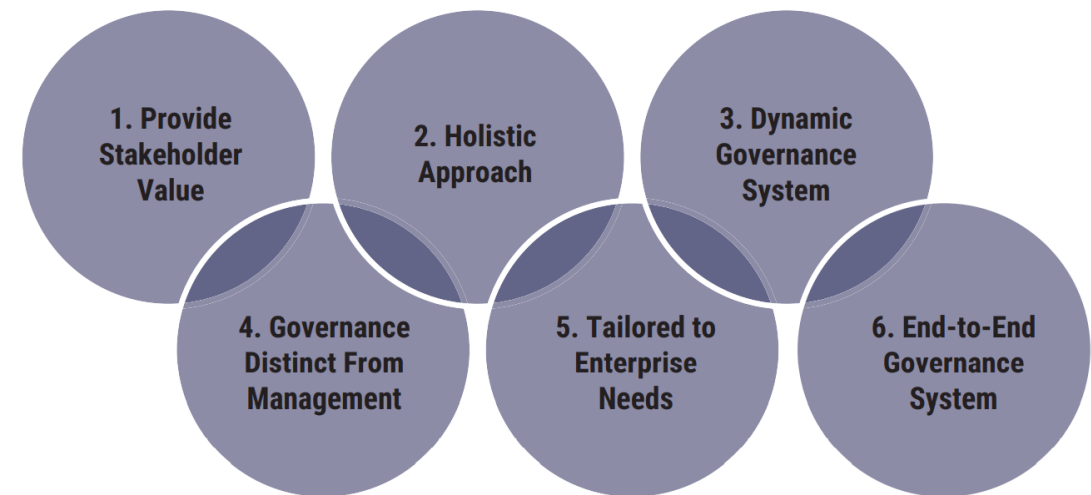 1. Provide
Stakeholder
Value
2. Holistic
Approach
3. Dynamic
Governance
System
4. Governance
Distinct From
Management
5. Tailored to
Enterprise
Needs
6. End-to-End
Governance
System